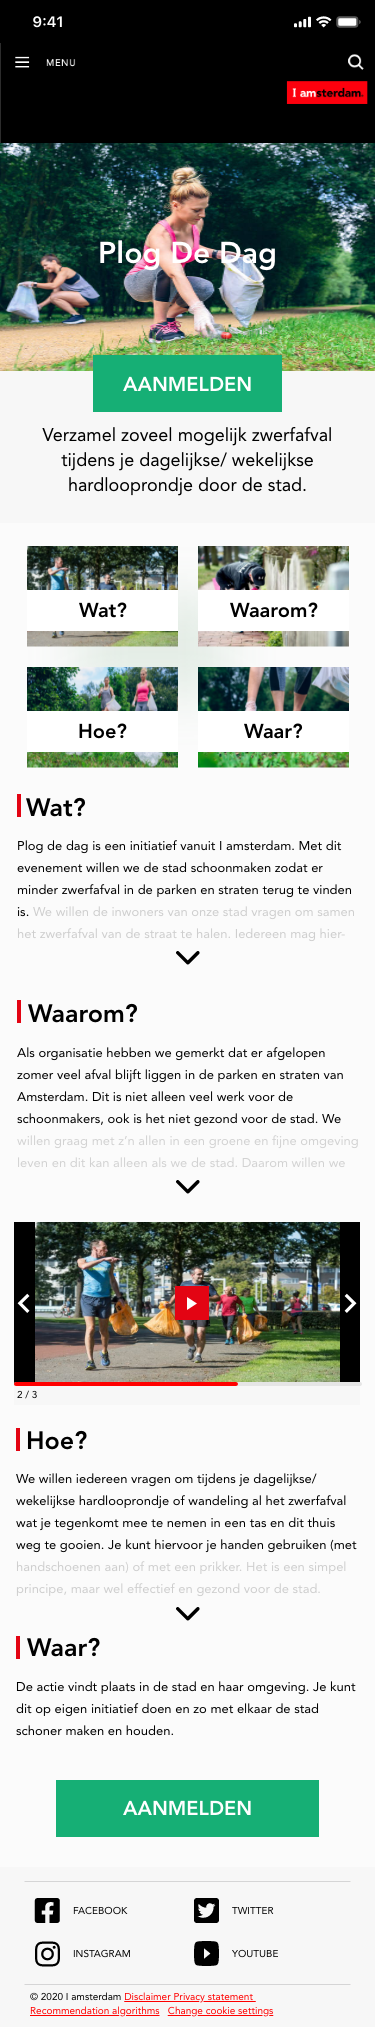 9:41
MENU
I amsterdam.
Plog De Dag
AANMELDEN
Verzamel zoveel mogelijk zwerfafval
tijdens je dagelijkse/ wekelijkse
hardlooprondje door de stad.
Wat?
Waarom?
Hoe?
Waar?
Wat?
Plog de dag is een initiatief vanuit I amsterdam. Met dit
evenement willen we de stad schoonmaken zodat er
minder zwerfafval in de parken en straten terug te vinden
is. We willen de inwoners van onze stad vragen om samen
het zwerfafval van de straat te halen. Iedereen mag hier-
Waarom?
Als organisatie hebben we gemerkt dat er afgelopen
zomer veel afval blijft liggen in de parken en straten van
Amsterdam. Dit is niet alleen veel werk voor de
schoonmakers, ook is het niet gezond voor de stad. We
willen graag met z'n allen in een groene en fijne omgeving
leven en dit kan alleen als we de stad. Daarom willen we
2 / 3
Hoe?
We willen iedereen vragen om tijdens je dagelijkse/
wekelijkse hardlooprondje of wandeling al het zwerfafval
wat je tegenkomt mee te nemen in een tas en dit thuis
weg te gooien. Je kunt hiervoor je handen gebruiken (met
handschoenen aan) of met een prikker. Het is een simpel
principe, maar wel effectief en gezond voor de stad.
Waar?
De actie vindt plaats in de stad en haar omgeving. Je kunt
dit op eigen initiatief doen en zo met elkaar de stad
schoner maken en houden.
AANMELDEN
FACEBOOK
TWITTER
INSTAGRAM
YOUTUBE
© 2020 I amsterdam Disclaimer Privacy statement
Recommendation algorithms Change cookie settings